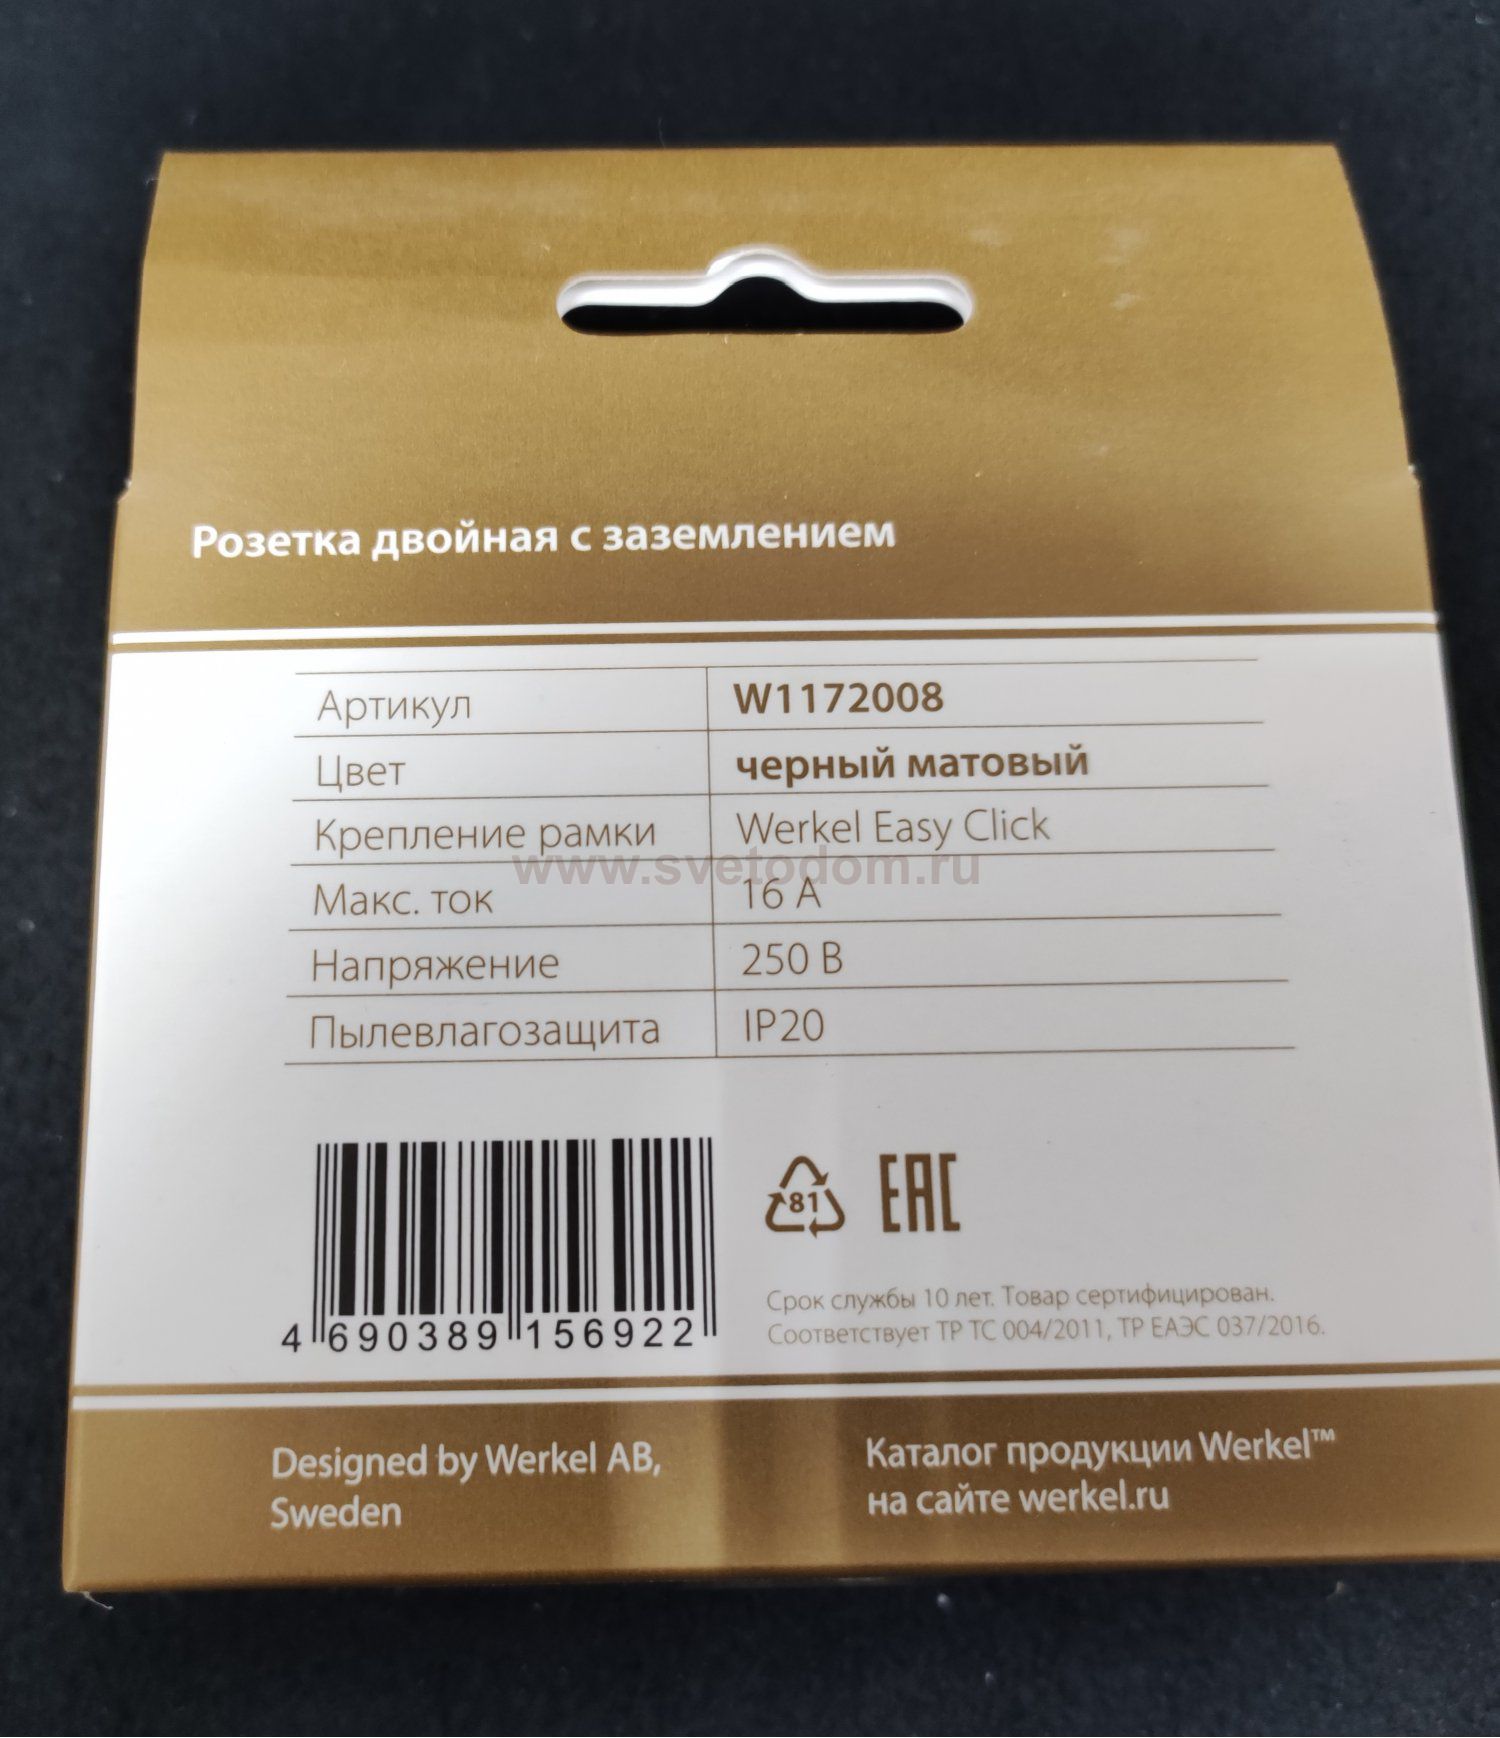 Розетка двойная с заземлением
Артикул W1172008
Цвет черный матовый
Крепление рамки Werkel Easy Click
www.svetodom.ru
Макс. ток 16 А
Напряжение 250 В
Пылевлагозащита IP20
81 EAC
4 690389 156922
Срок службы 10 лет. Товар сертифицирован.
Соответствует ТР ТС 004/2011, ТР ЕАЭС 037/2016.
Designed by Werkel AB,
Sweden
Каталог продукции Werkel™
на сайте werkel.ru